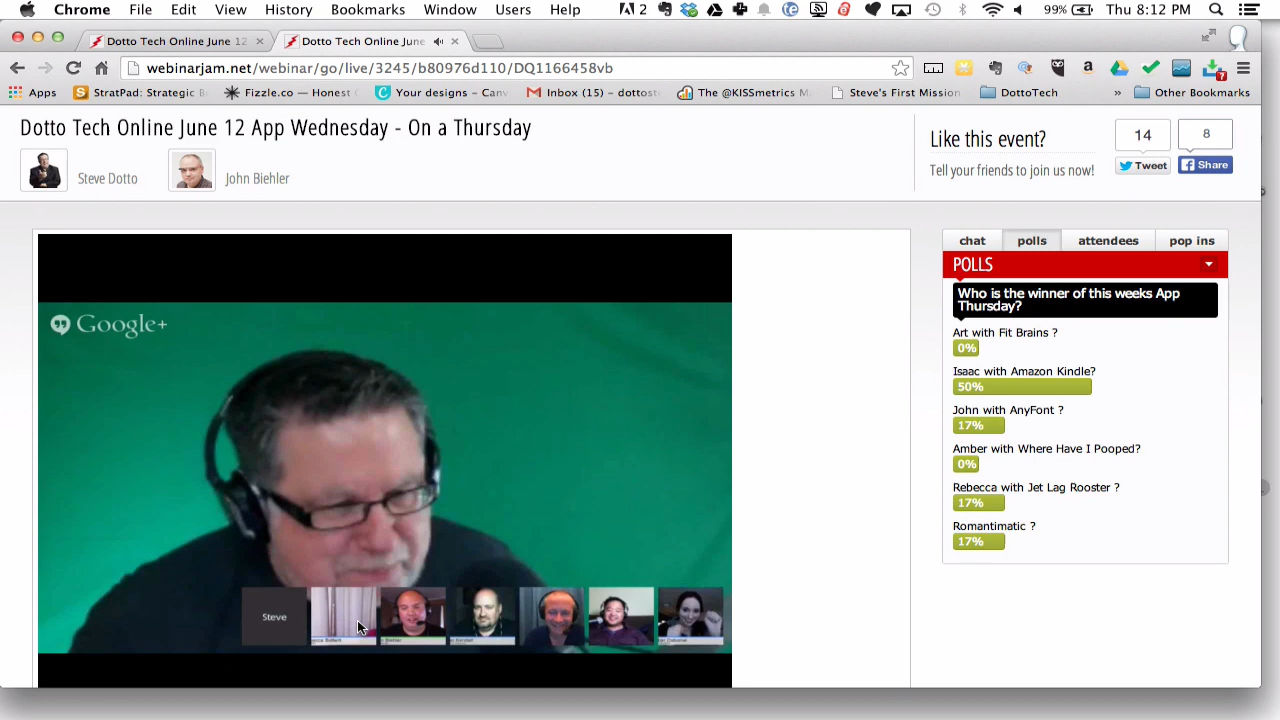 Chrome File Edit View History Bookmarks Window Users Help 2 99% Thu 8:12 PM
Dotto Tech Online June 12 Dotto Tech Online June
webinarjam.net/webinar/go/live/3245/b80976d110/DQ1166458vb
Apps StratPad: Strategic B Fizzle.co — Honest Your designs - Canv Inbox (15) - dottost The @KISSmetrics M Steve's First Mission DottoTech » Other Bookmarks
Dotto Tech Online June 12 App Wednesday - On a Thursday
Steve Dotto John Biehler
Like this event?
Tell your friends to join us now!
14 8
Tweet Share
Google+
Steve
chat polls attendees pop ins
POLLS
Who is the winner of this weeks App
Thursday?
Art with Fit Brains ?
0%
Isaac with Amazon Kindle?
50%
John with AnyFont ?
17%
Amber with Where Have I Pooped?
0%
Rebecca with Jet Lag Rooster ?
17%
Romantimatic ?
17%